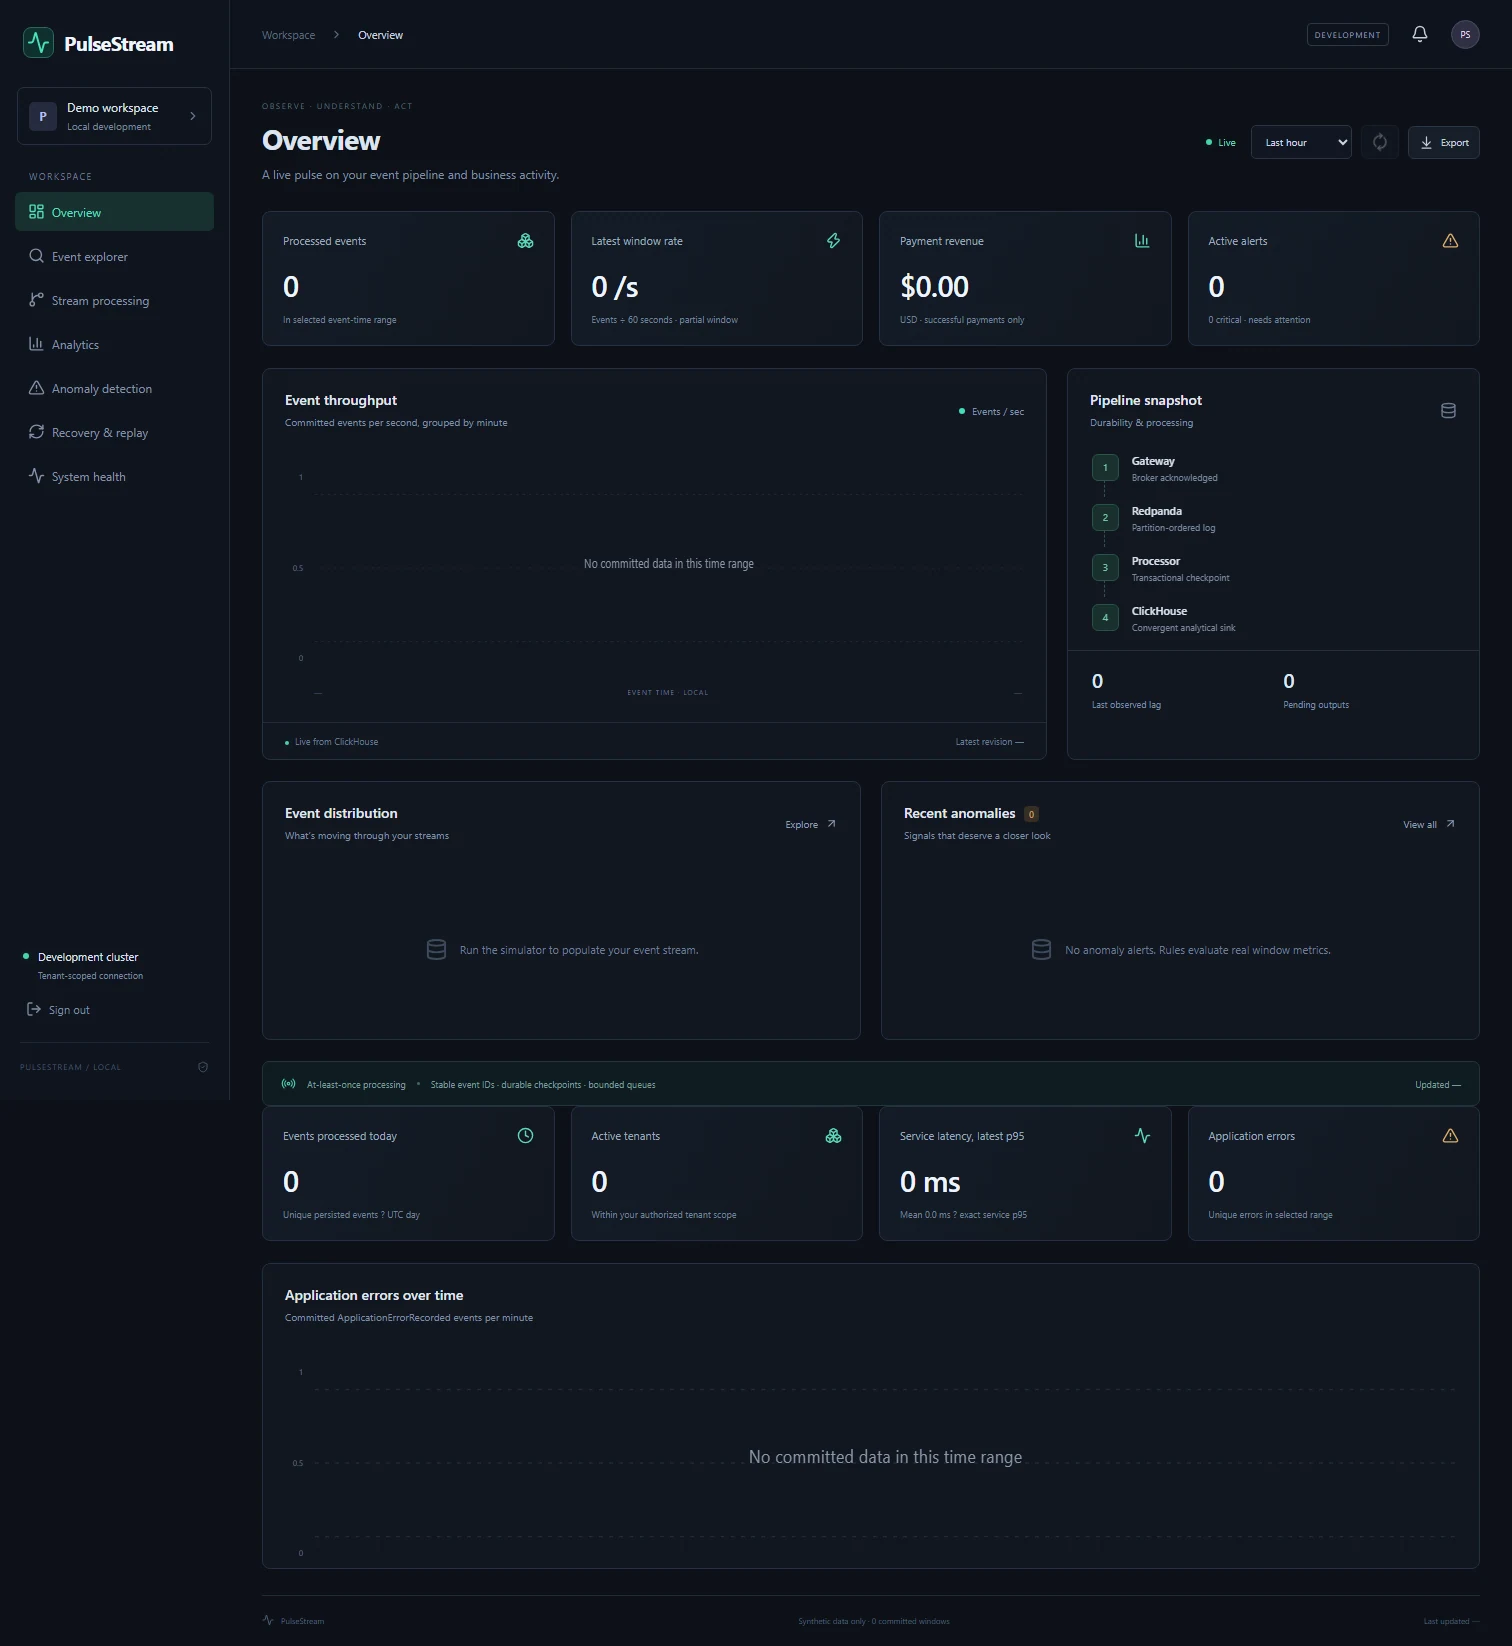 PulseStream
P
Demo workspace
Local development
WORKSPACE
Overview
Event explorer
Stream processing
Analytics
Anomaly detection
Recovery & replay
System health
Development cluster
Tenant-scoped connection
Sign out
PULSESTREAM / LOCAL
Workspace > Overview
DEVELOPMENT
PS
OBSERVE · UNDERSTAND · ACT
Overview
A live pulse on your event pipeline and business activity.
Live
Last hour
Export
Processed events
0
In selected event-time range
Latest window rate
0 /s
Events ÷ 60 seconds · partial window
Payment revenue
$0.00
USD · successful payments only
Active alerts
0
0 critical · needs attention
Event throughput
Committed events per second, grouped by minute
Events / sec
1
0.5
0
No committed data in this time range
—
EVENT TIME · LOCAL
—
Live from ClickHouse
Latest revision —
Pipeline snapshot
Durability & processing
1
Gateway
Broker acknowledged
2
Redpanda
Partition-ordered log
3
Processor
Transactional checkpoint
4
ClickHouse
Convergent analytical sink
0
Last observed lag
0
Pending outputs
Event distribution
What's moving through your streams
Explore
Run the simulator to populate your event stream.
Recent anomalies 0
Signals that deserve a closer look
View all
No anomaly alerts. Rules evaluate real window metrics.
At-least-once processing • Stable event IDs · durable checkpoints · bounded queues
Updated —
Events processed today
0
Unique persisted events ? UTC day
Active tenants
0
Within your authorized tenant scope
Service latency, latest p95
0 ms
Mean 0.0 ms ? exact service p95
Application errors
0
Unique errors in selected range
Application errors over time
Committed ApplicationErrorRecorded events per minute
1
0.5
0
No committed data in this time range
PulseStream
Synthetic data only · 0 committed windows
Last updated —